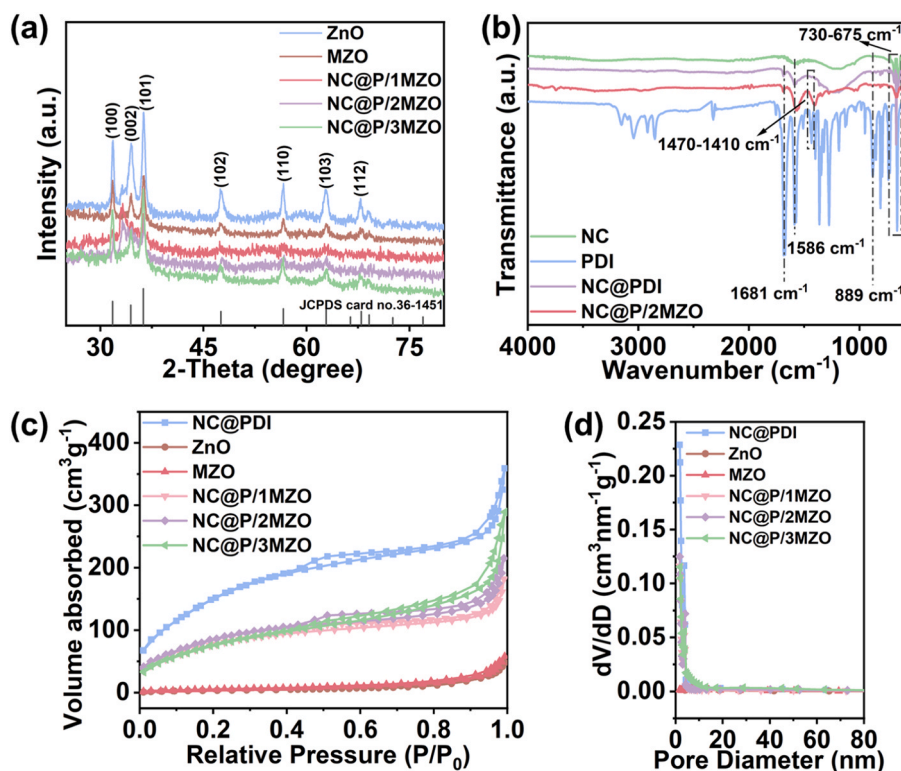 (a)
Intensity (a.u.)
ZnO
MZO
NC@P/1MZO
NC@P/2MZO
NC@P/3MZO
(100)
(002)
(101)
(102)
(110)
(103)
(112)
JCPDS card no.36-1451
30
45
60
75
2-Theta (degree)
(b)
Transmittance (a.u.)
730-675 cm⁻¹
1470-1410 cm⁻¹
NC
PDI
NC@PDI
NC@P/2MZO
1586 cm⁻¹
1681 cm⁻¹
889 cm⁻¹
4000
3000
2000
1000
Wavenumber (cm⁻¹)
(c)
Volume absorbed (cm³g⁻¹)
400
300
200
100
0
NC@PDI
ZnO
MZO
NC@P/1MZO
NC@P/2MZO
NC@P/3MZO
0.0
0.2
0.4
0.6
0.8
1.0
Relative Pressure (P/P₀)
(d)
dV/dD (cm³nm⁻¹g⁻¹)
0.25
0.20
0.15
0.10
0.05
0.00
NC@PDI
ZnO
MZO
NC@P/1MZO
NC@P/2MZO
NC@P/3MZO
0
20
40
60
80
Pore Diameter (nm)